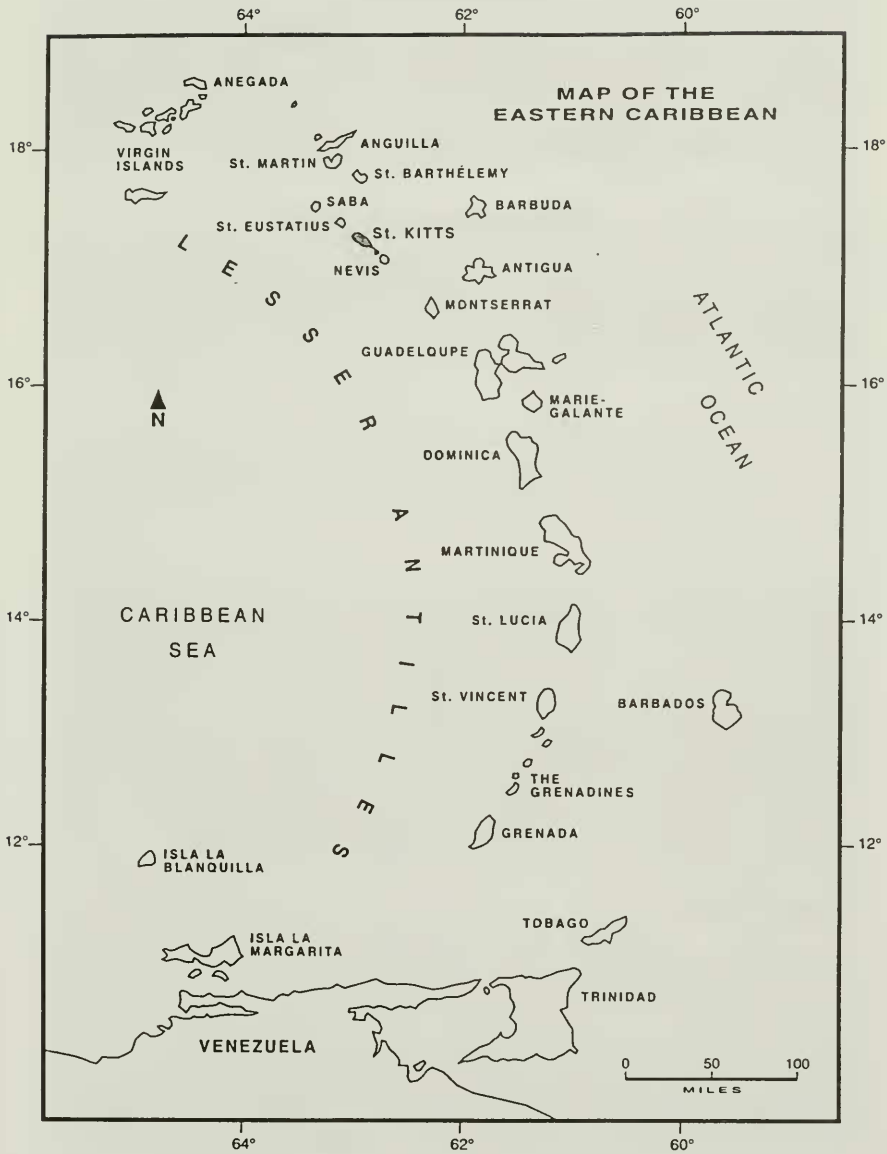 64°
62°
60°
ANEGADA
MAP OF THE
EASTERN CARIBBEAN
18°
18°
ANGUILLA
VIRGIN
ISLANDS
St. MARTIN
St. BARTHÉLEMY
SABA
BARBUDA
St. EUSTATIUS
St. KITTS
NEVIS
ANTIGUA
MONTSERRAT
ATLANTIC
OCEAN
GUADELOUPE
16°
16°
MARIE-
GALANTE
N
LESSER
DOMINICA
ANTILLES
MARTINIQUE
CARIBBEAN
SEA
14°
14°
St. LUCIA
St. VINCENT
BARBADOS
THE
GRENADINES
GRENADA
12°
12°
ISLA LA
BLANQUILLA
TOBAGO
ISLA LA
MARGARITA
TRINIDAD
VENEZUELA
0 50 100
MILES
64°
62°
60°